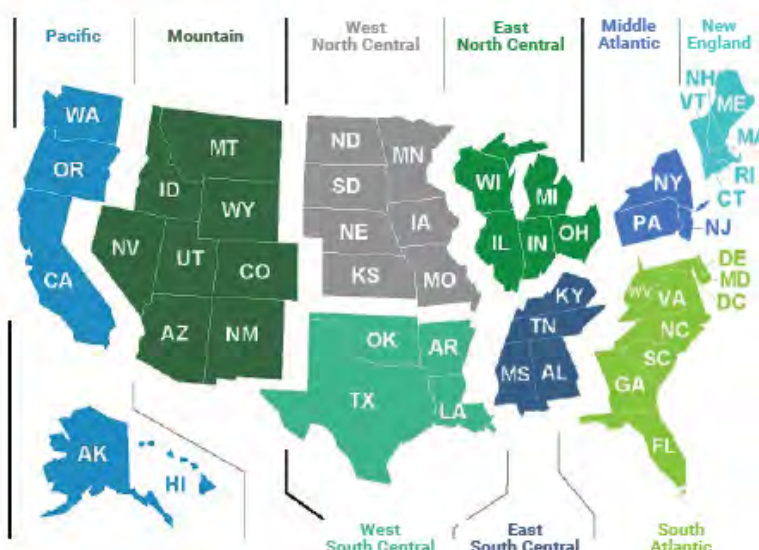 Pacific
Mountain
West
North Central
East
North Central
Middle
Atlantic
New
England
WA
OR
CA
MT
ID
WY
NV
UT
CO
AZ
NM
ND
MN
SD
NE
IA
KS
MO
WI
MI
IL
IN
OH
NY
PA
NJ
NH
VT
ME
MA
RI
CT
OK
AR
TX
LA
KY
TN
MS
AL
DE
MD
DC
WV
VA
NC
SC
GA
FL
AK
HI
West
South Central
East
South Central
South
Atlantic